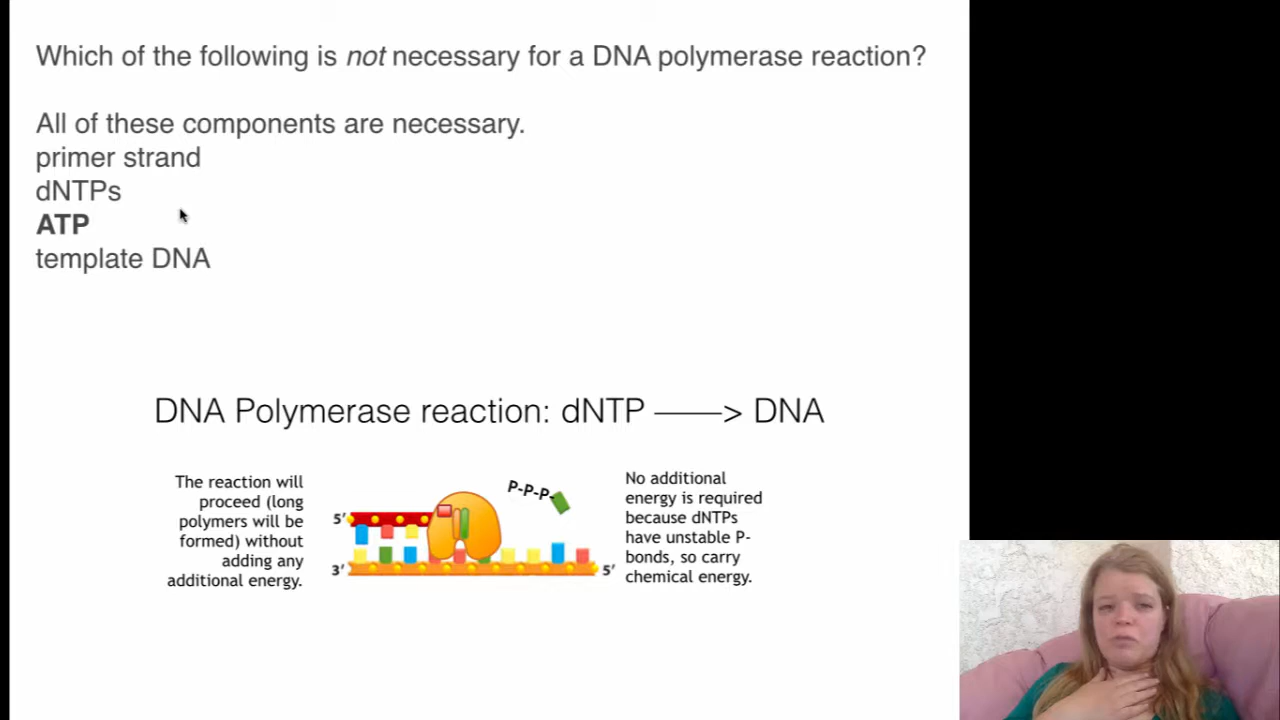 Which of the following is not necessary for a DNA polymerase reaction?
All of these components are necessary.
primer strand
dNTPs
ATP
template DNA
DNA Polymerase reaction: dNTP ——> DNA
The reaction will
proceed (long
polymers will be
formed) without
adding any
additional energy.
5’
3’
P-P-P-
5’
No additional
energy is required
because dNTPs
have unstable P-
bonds, so carry
chemical energy.